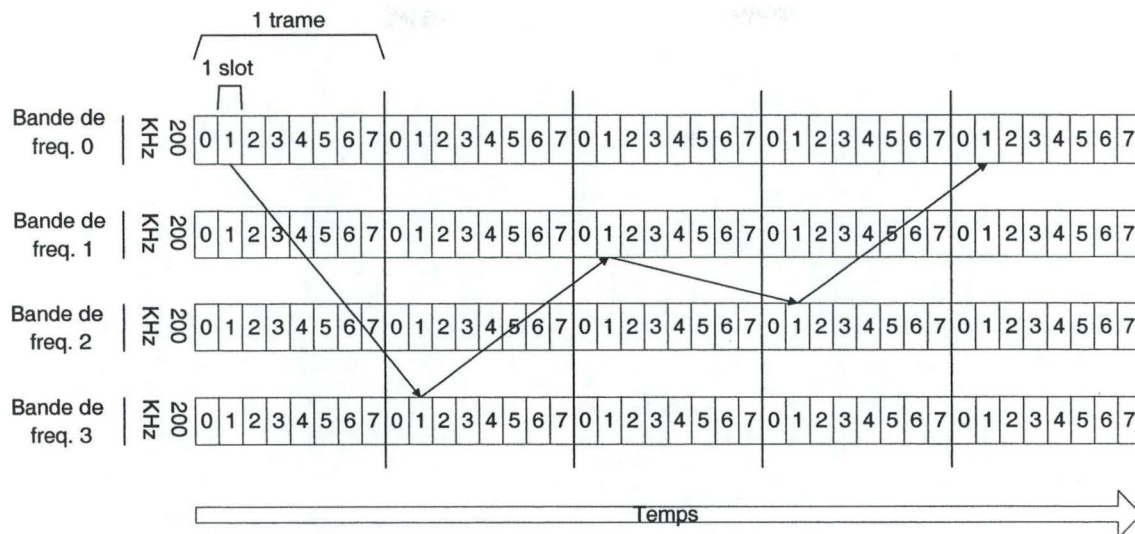 1 trame
1 slot
Bande de
freq. 0
200
KHz
0 1 2 3 4 5 6 7 0 1 2 3 4 5 6 7 0 1 2 3 4 5 6 7 0 1 2 3 4 5 6 7 0 1 2 3 4 5 6 7
Bande de
freq. 1
200
KHz
0 1 2 3 4 5 6 7 0 1 2 3 4 5 6 7 0 1 2 3 4 5 6 7 0 1 2 3 4 5 6 7 0 1 2 3 4 5 6 7
Bande de
freq. 2
200
KHz
0 1 2 3 4 5 6 7 0 1 2 3 4 5 6 7 0 1 2 3 4 5 6 7 0 1 2 3 4 5 6 7 0 1 2 3 4 5 6 7
Bande de
freq. 3
200
KHz
0 1 2 3 4 5 6 7 0 1 2 3 4 5 6 7 0 1 2 3 4 5 6 7 0 1 2 3 4 5 6 7 0 1 2 3 4 5 6 7
Temps